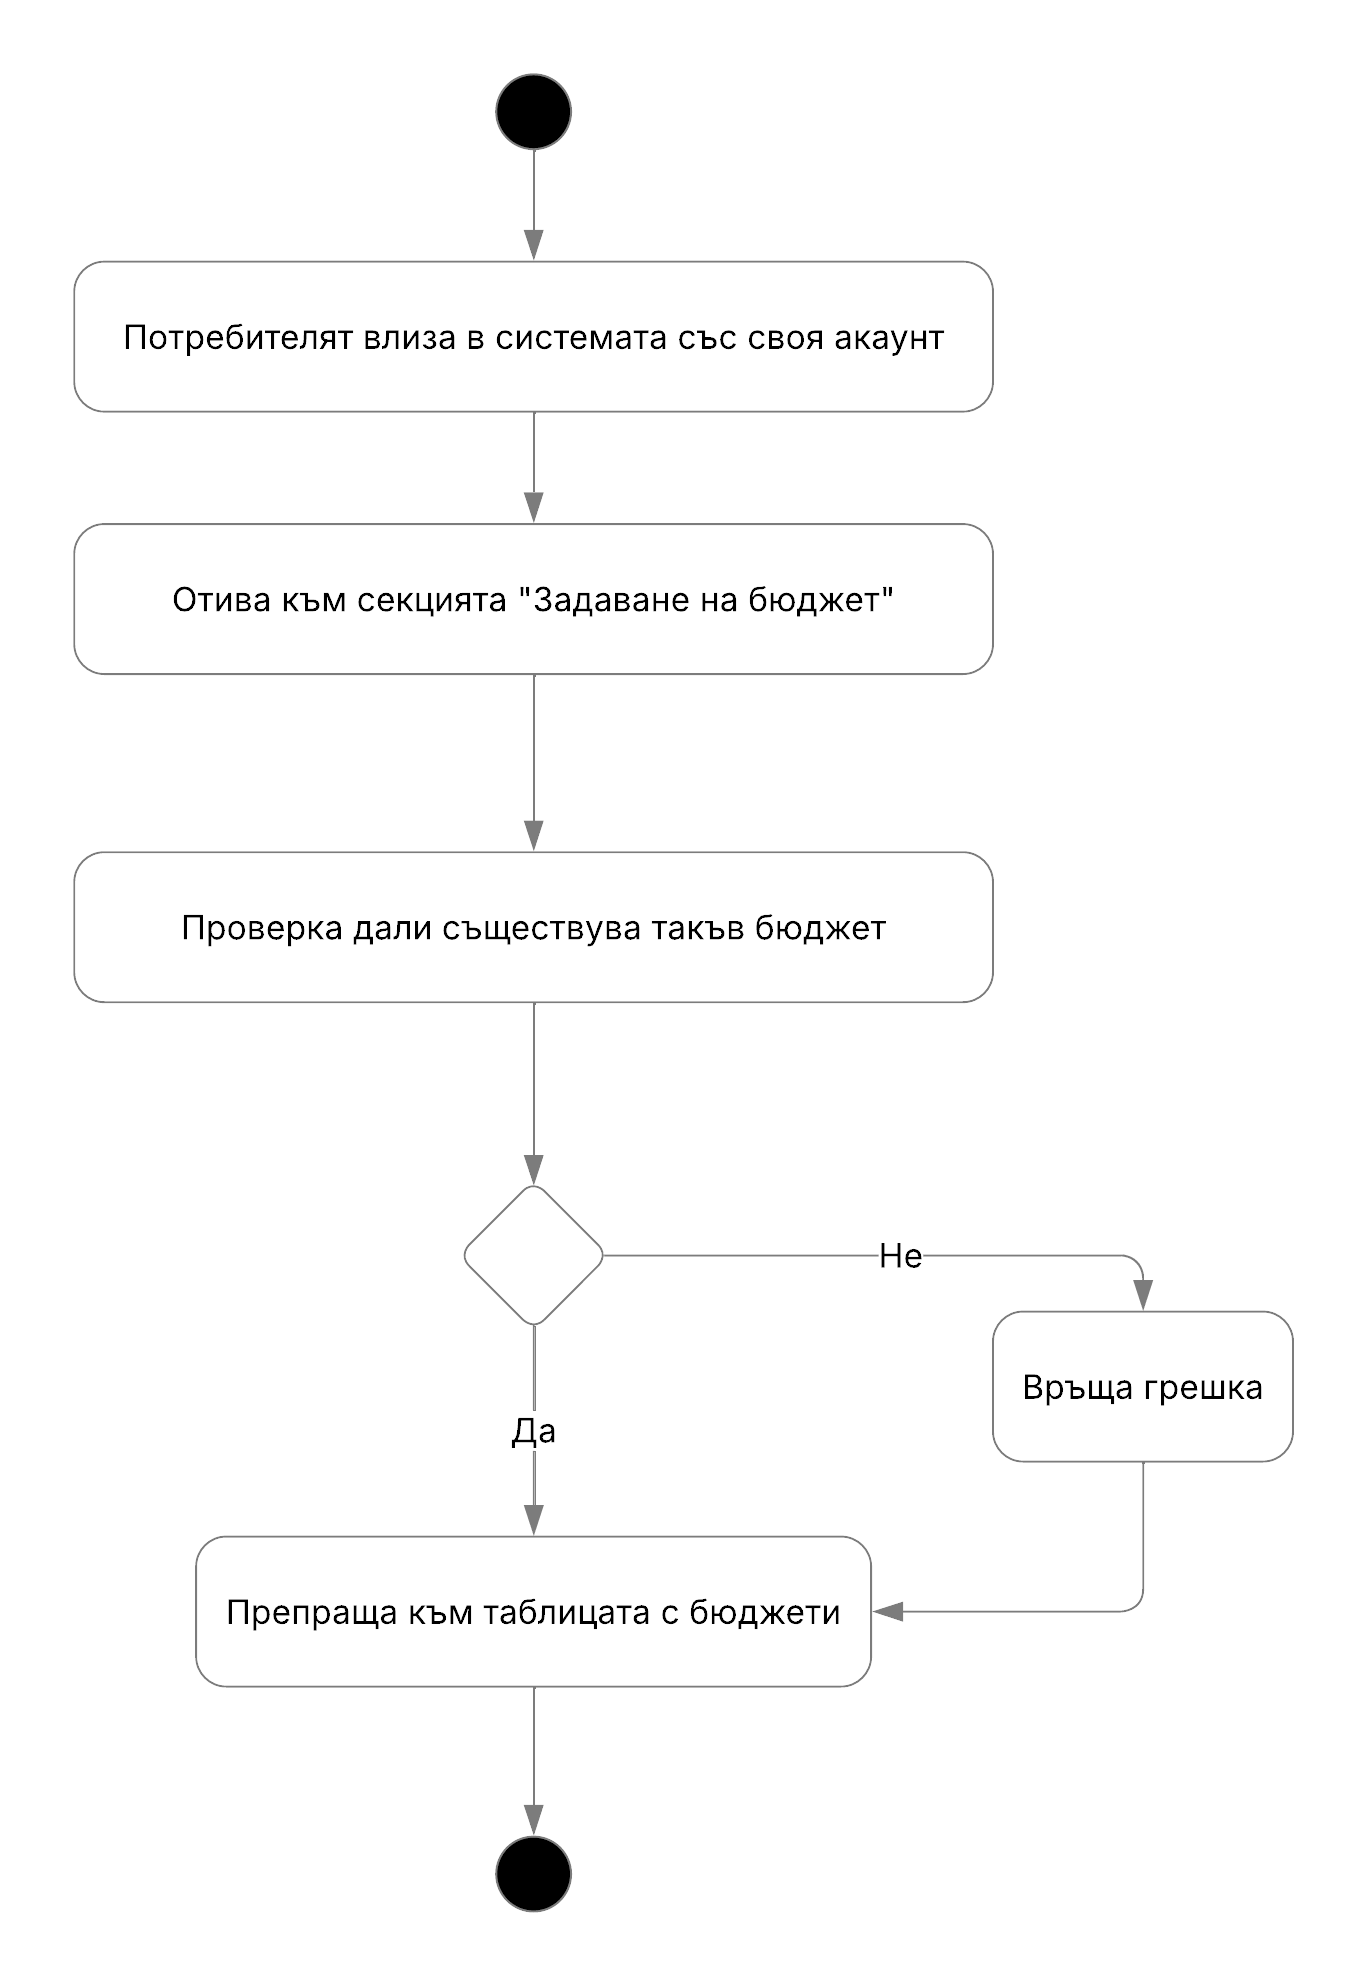 Потребителят влиза в системата със своя акаунт
Отива към секцията "Задаване на бюджет"
Проверка дали съществува такъв бюджет
Не
Връща грешка
Да
Препраща към таблицата с бюджети